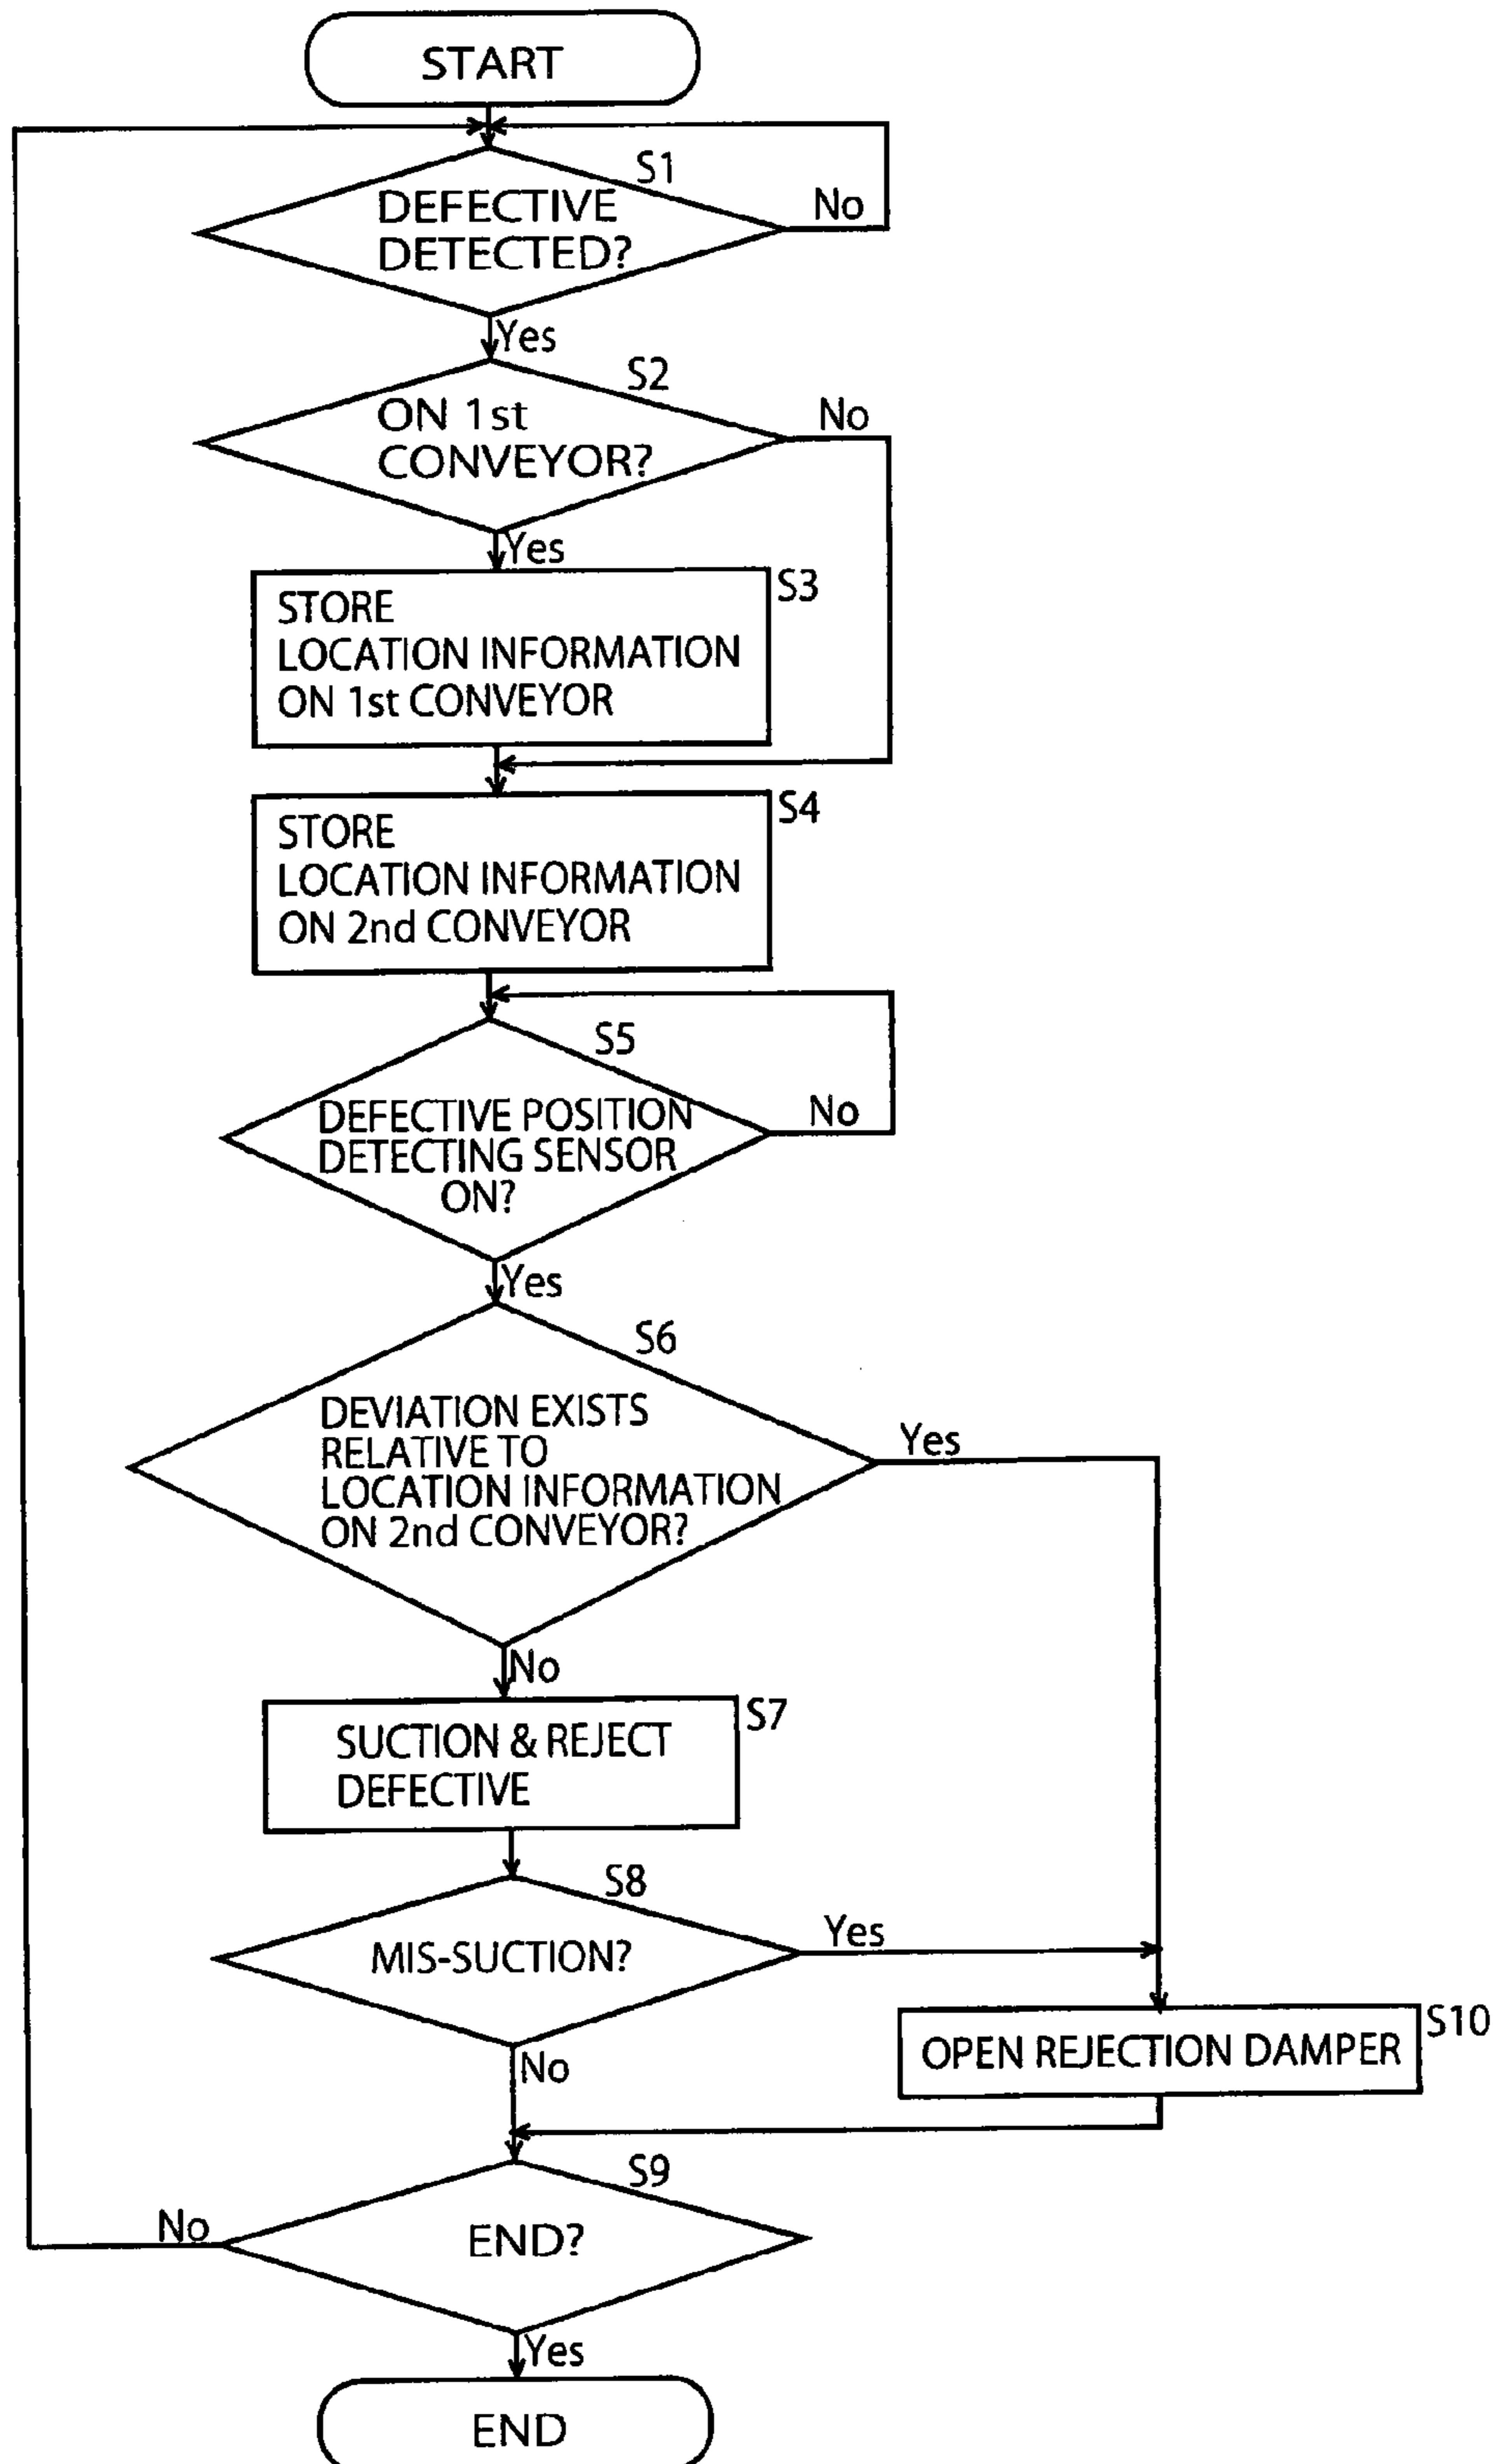 START
S1
DEFECTIVE
DETECTED?
No
Yes
S2
ON 1st
CONVEYOR?
No
Yes
S3
STORE
LOCATION INFORMATION
ON 1st CONVEYOR
S4
STORE
LOCATION INFORMATION
ON 2nd CONVEYOR
S5
DEFECTIVE POSITION
DETECTING SENSOR
ON?
No
Yes
S6
DEVIATION EXISTS
RELATIVE TO
LOCATION INFORMATION
ON 2nd CONVEYOR?
Yes
No
S7
SUCTION & REJECT
DEFECTIVE
S8
MIS-SUCTION?
Yes
No
S10
OPEN REJECTION DAMPER
S9
END?
No
Yes
END